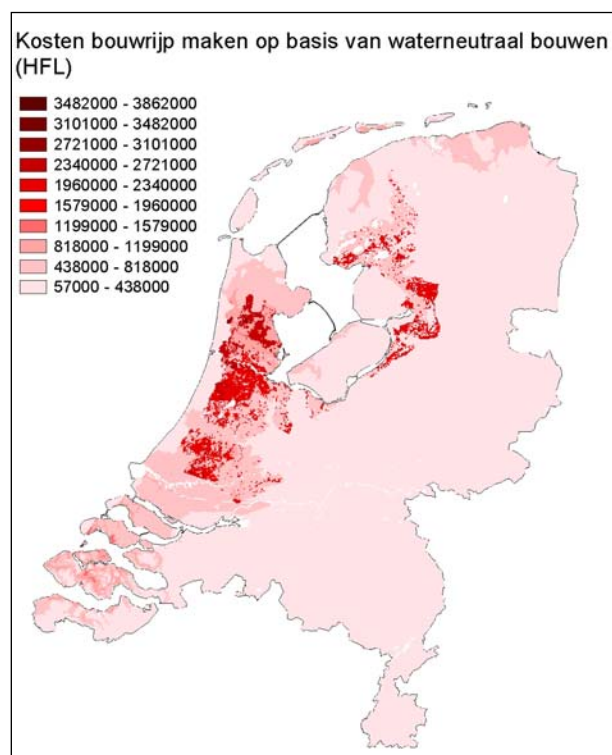 Kosten bouwrijp maken op basis van waterneutraal bouwen
(HFL)
3482000 - 3862000
3101000 - 3482000
2721000 - 3101000
2340000 - 2721000
1960000 - 2340000
1579000 - 1960000
1199000 - 1579000
818000 - 1199000
438000 - 818000
57000 - 438000